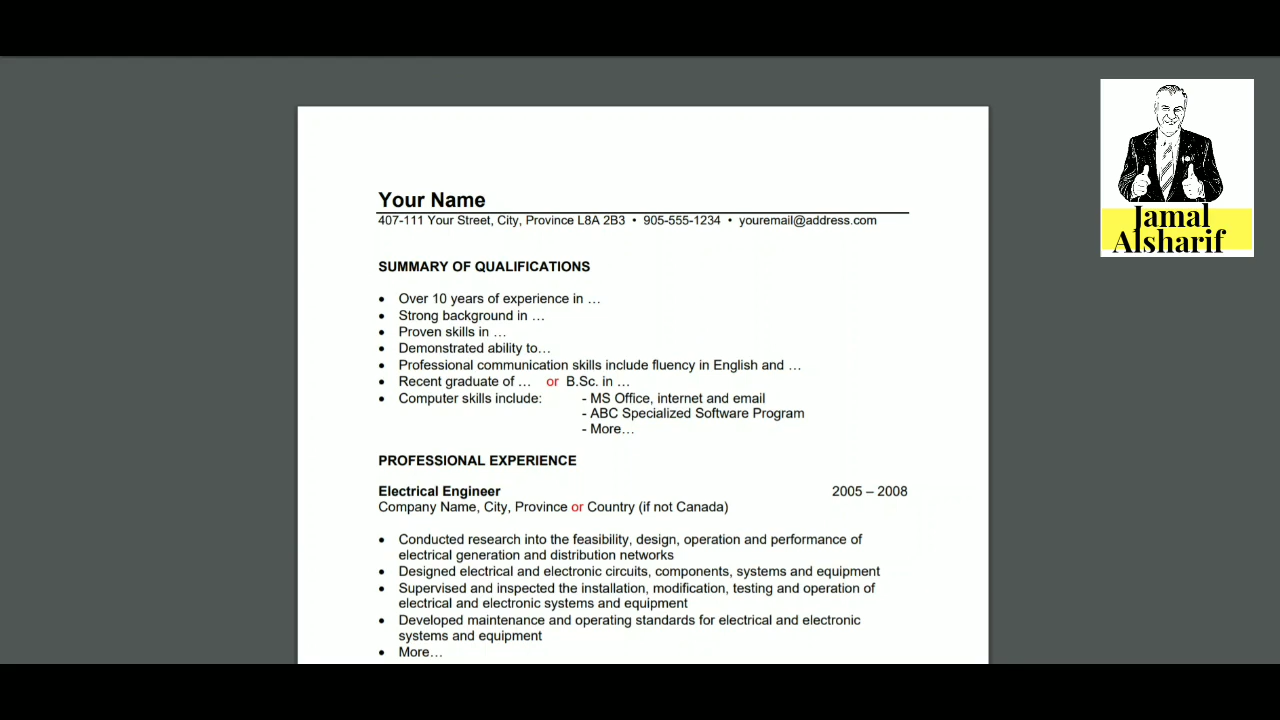 Jamal
Alsharif
Your Name
407-111 Your Street, City, Province L8A 2B3 • 905-555-1234 • youremail@address.com
SUMMARY OF QUALIFICATIONS
• Over 10 years of experience in …
• Strong background in …
• Proven skills in …
• Demonstrated ability to…
• Professional communication skills include fluency in English and …
• Recent graduate of … or B.Sc. in …
• Computer skills include: - MS Office, internet and email
- ABC Specialized Software Program
- More…
PROFESSIONAL EXPERIENCE
Electrical Engineer 2005 – 2008
Company Name, City, Province or Country (if not Canada)
• Conducted research into the feasibility, design, operation and performance of
electrical generation and distribution networks
• Designed electrical and electronic circuits, components, systems and equipment
• Supervised and inspected the installation, modification, testing and operation of
electrical and electronic systems and equipment
• Developed maintenance and operating standards for electrical and electronic
systems and equipment
• More…